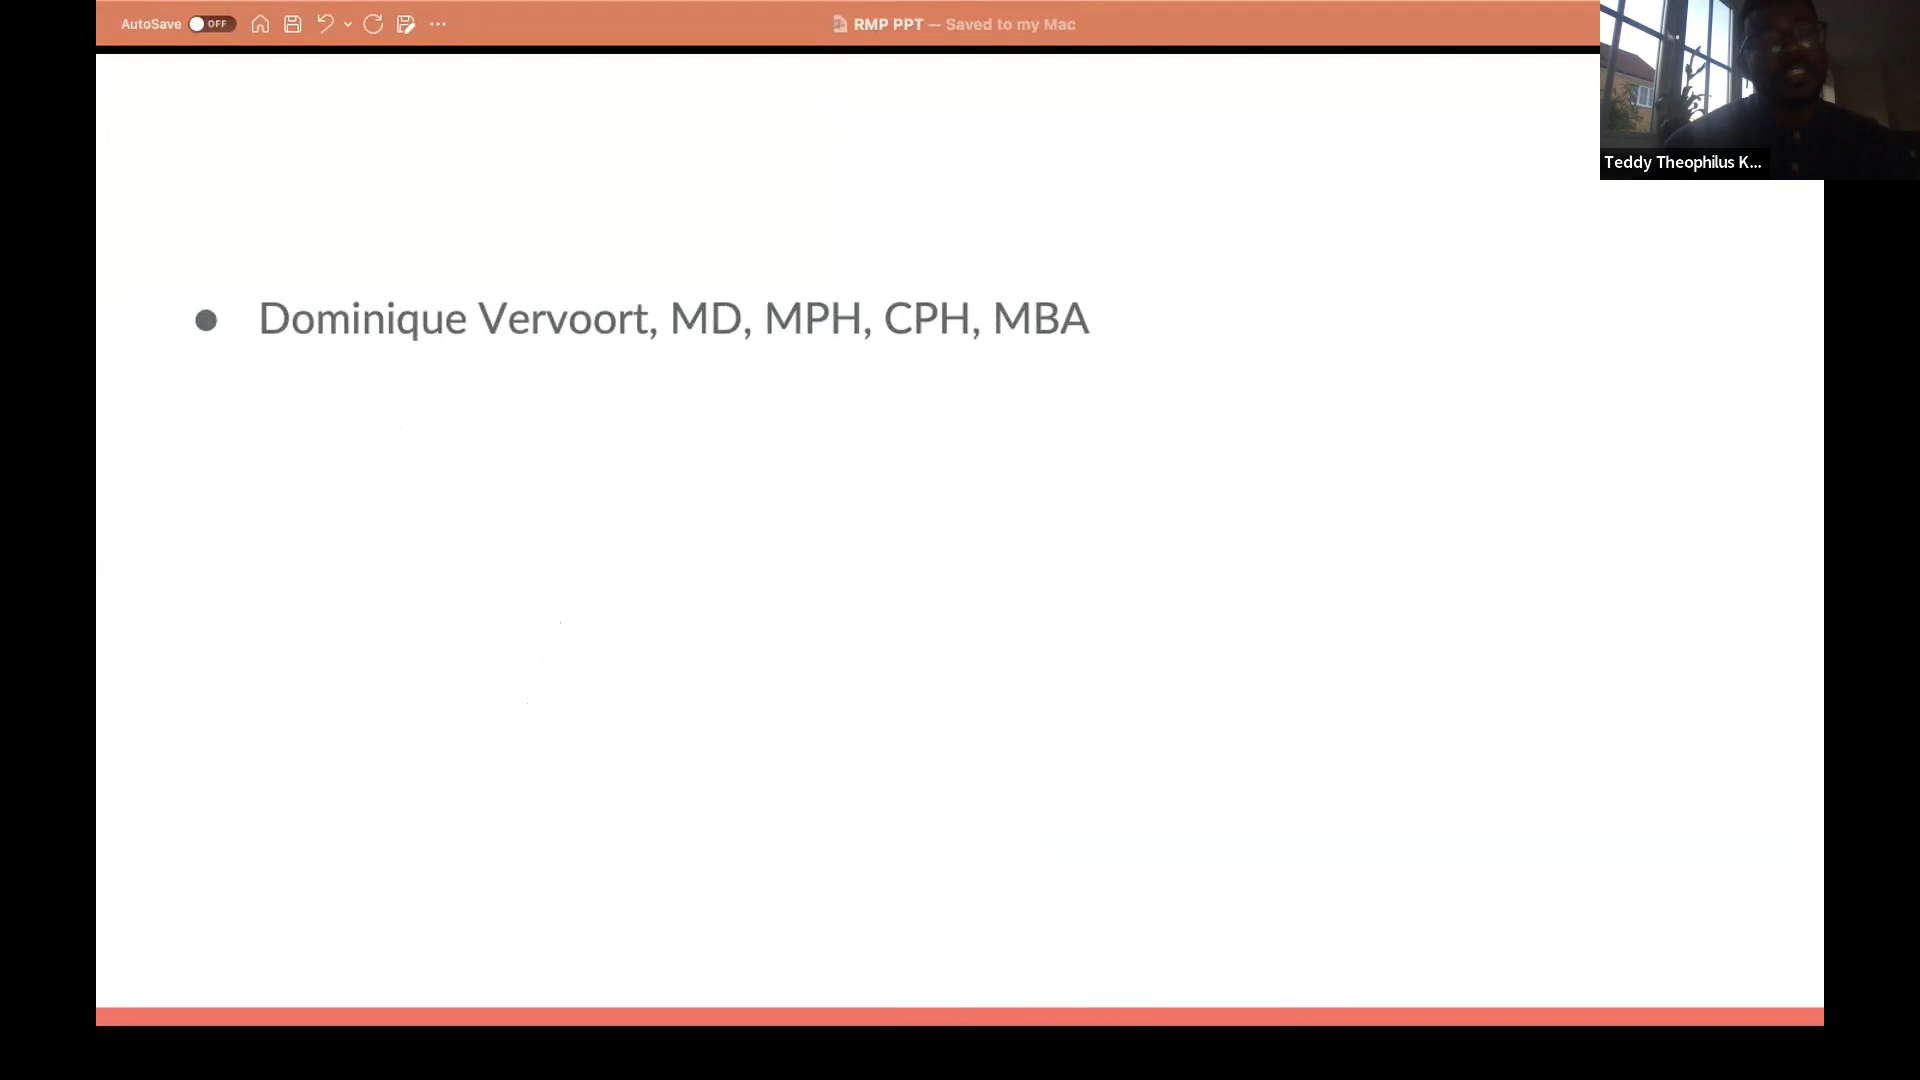 AutoSave OFF
RMP PPT — Saved to my Mac
Teddy Theophilus K...
● Dominique Vervoort, MD, MPH, CPH, MBA